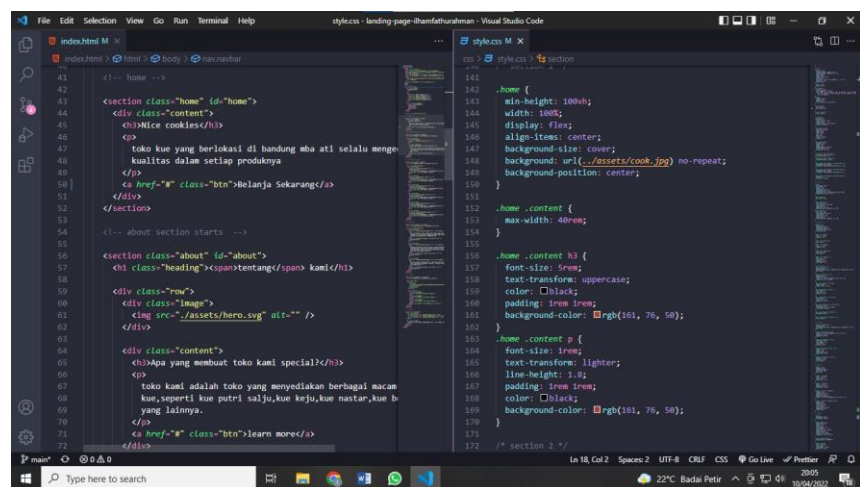 File Edit Selection View Go Run Terminal Help
style.css - landing-page-ilhamfathurahman - Visual Studio Code
index.html M
index.html > html > body > nav.navbar
41 <!-- home -->
42
43 <section class="home" id="home">
44 <div class="content">
45 <h3>Nice cookies</h3>
46 <p>
47 toko kue yang berlokasi di bandung mba ati selalu
48 kualitas dalam setiap produknya
49 </p>
50 <a href="#" class="btn">Belanja Sekarang</a>
51 </div>
52 </section>
53
54 <!-- about section starts -->
55
56 <section class="about" id="about">
57 <h1 class="heading"><span>tentang</span> kami</h1>
58
59 <div class="row">
60 <div class="image">
61 <img src="./assets/hero.svg" alt="" />
62 </div>
63
64 <div class="content">
65 <h3>Apa yang membuat toko kami special?</h3>
66 <p>
67 toko kami adalah toko yang menyediakan berbagai macam
68 kue,seperti kue putri salju,kue keju,kue nastar,kue
69 yang lainnya.
70 </p>
71 <a href="#" class="btn">learn more</a>
72 </div>
style.css M X
css > style.css > section
141
142 .home {
143 min-height: 100vh;
144 width: 100%;
145 display: flex;
146 align-items: center;
147 background-size: cover;
148 background: url(../assets/cook.jpg) no-repeat;
149 background-position: center;
150 }
151
152 .home .content {
153 max-width: 40rem;
154 }
155
156 .home .content h3 {
157 font-size: 5rem;
158 text-transform: uppercase;
159 color: black;
160 padding: 1rem 1rem;
161 background-color: rgb(161, 76, 50);
162 }
163 .home .content p {
164 font-size: 1rem;
165 text-transform: lighter;
166 line-height: 1.8;
167 padding: 1rem 1rem;
168 color: black;
169 background-color: rgb(161, 76, 50);
170 }
171
172 /* section 2 */
main* 0 0 Ln 18, Col 2 Spaces: 2 UTF-8 CRLF CSS Go Live Prettier
Type here to search
22°C Badai Petir
20:05
10/04/2022